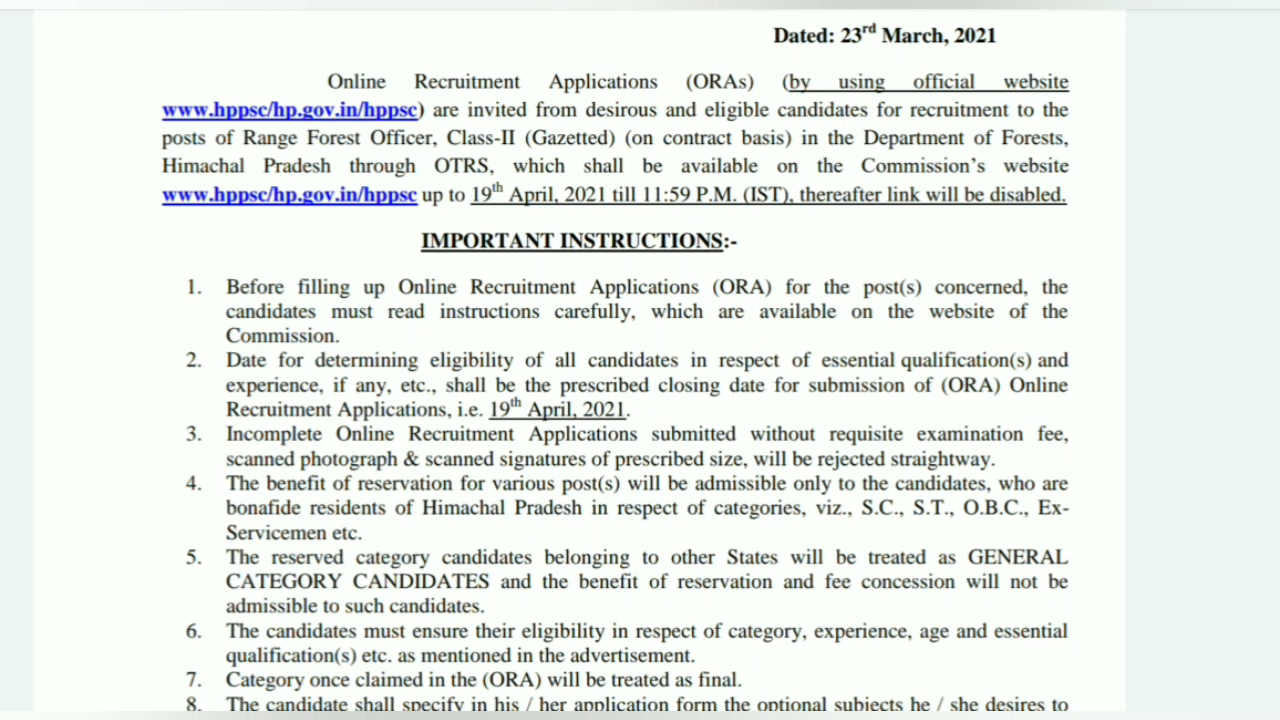 Dated: 23rd March, 2021
Online Recruitment Applications (ORAs) (by using official website
www.hppsc/hp.gov.in/hppsc) are invited from desirous and eligible candidates for recruitment to the
posts of Range Forest Officer, Class-II (Gazetted) (on contract basis) in the Department of Forests,
Himachal Pradesh through OTRS, which shall be available on the Commission's website
www.hppsc/hp.gov.in/hppsc up to 19th April, 2021 till 11:59 P.M. (IST), thereafter link will be disabled.
IMPORTANT INSTRUCTIONS:-
1. Before filling up Online Recruitment Applications (ORA) for the post(s) concerned, the
candidates must read instructions carefully, which are available on the website of the
Commission.
2. Date for determining eligibility of all candidates in respect of essential qualification(s) and
experience, if any, etc., shall be the prescribed closing date for submission of (ORA) Online
Recruitment Applications, i.e. 19th April, 2021.
3. Incomplete Online Recruitment Applications submitted without requisite examination fee,
scanned photograph & scanned signatures of prescribed size, will be rejected straightway.
4. The benefit of reservation for various post(s) will be admissible only to the candidates, who are
bonafide residents of Himachal Pradesh in respect of categories, viz., S.C., S.T., O.B.C., Ex-
Servicemen etc.
5. The reserved category candidates belonging to other States will be treated as GENERAL
CATEGORY CANDIDATES and the benefit of reservation and fee concession will not be
admissible to such candidates.
6. The candidates must ensure their eligibility in respect of category, experience, age and essential
qualification(s) etc. as mentioned in the advertisement.
7. Category once claimed in the (ORA) will be treated as final.
8. The candidate shall specify in his / her application form the optional subjects he / she desires to